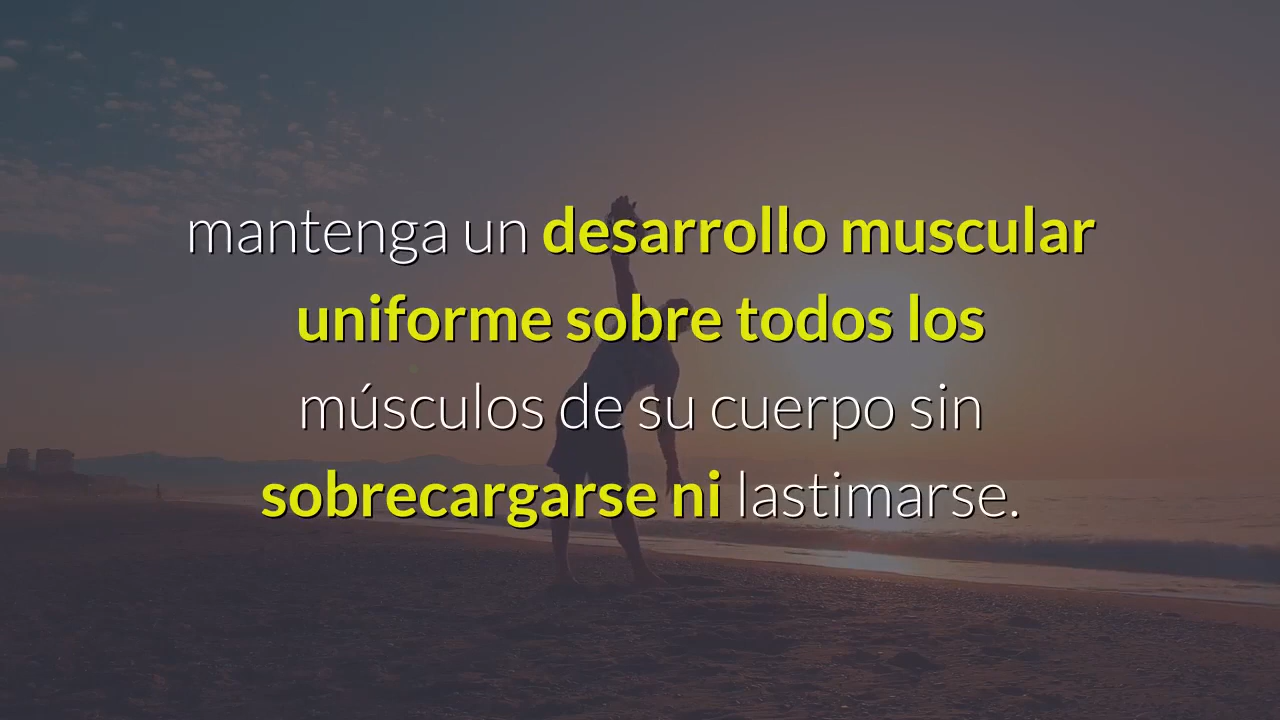 mantenga un desarrollo muscular
uniforme sobre todos los
músculos de su cuerpo sin
sobrecargarse ni lastimarse.